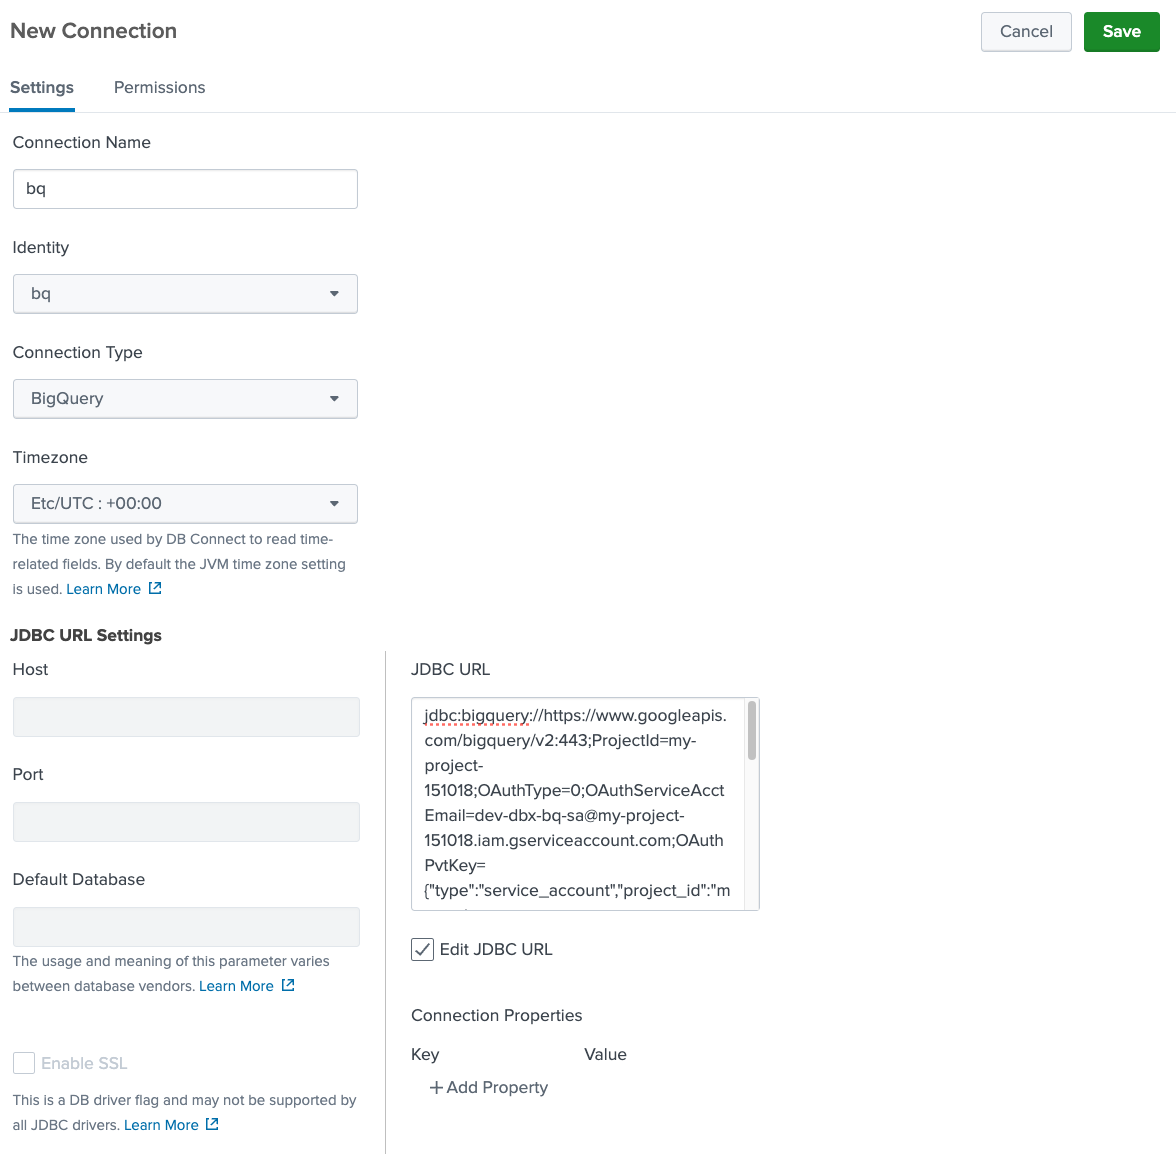 New Connection
Cancel
Save
Settings
Permissions
Connection Name
bq
Identity
bq
Connection Type
BigQuery
Timezone
Etc/UTC : +00:00
The time zone used by DB Connect to read time-
related fields. By default the JVM time zone setting
is used. Learn More
JDBC URL Settings
Host
Port
Default Database
The usage and meaning of this parameter varies
between database vendors. Learn More
Enable SSL
This is a DB driver flag and may not be supported by
all JDBC drivers. Learn More
JDBC URL
jdbc:bigquery://https://www.googleapis.
com/bigquery/v2:443;ProjectId=my-
project-
151018;OAuthType=0;OAuthServiceAcct
Email=dev-dbx-bq-sa@my-project-
151018.iam.gserviceaccount.com;OAuth
PvtKey=
{"type":"service_account","project_id":"m
Edit JDBC URL
Connection Properties
Key
Value
+ Add Property